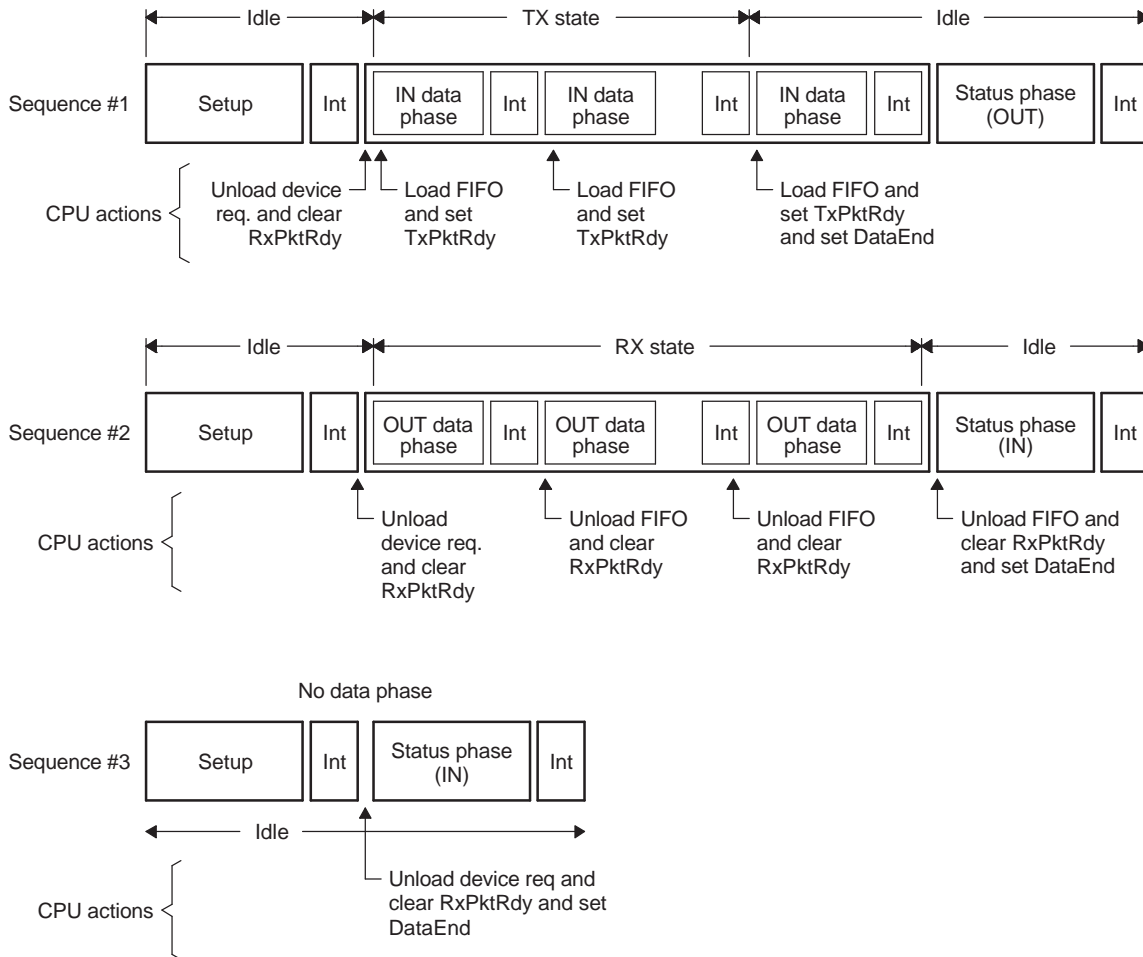 Idle TX state Idle
Sequence #1 Setup Int IN data phase Int IN data phase Int IN data phase Int Status phase (OUT) Int
CPU actions
Unload device
req. and clear
RxPktRdy
Load FIFO
and set
TxPktRdy
Load FIFO
and set
TxPktRdy
Load FIFO and
set TxPktRdy
and set DataEnd
Idle RX state Idle
Sequence #2 Setup Int OUT data phase Int OUT data phase Int OUT data phase Int Status phase (IN) Int
CPU actions
Unload
device req.
and clear
RxPktRdy
Unload FIFO
and clear
RxPktRdy
Unload FIFO
and clear
RxPktRdy
Unload FIFO and
clear RxPktRdy
and set DataEnd
No data phase
Sequence #3 Setup Int Status phase (IN) Int
Idle
CPU actions
Unload device req and
clear RxPktRdy and set
DataEnd